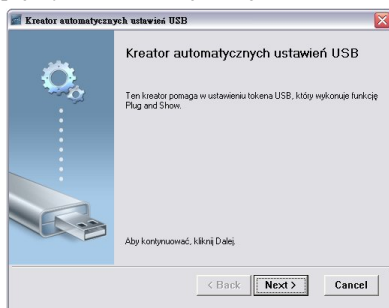 Kreator automatycznych ustawień USB
Kreator automatycznych ustawień USB
Ten kreator pomaga w ustawieniu tokena USB, który wykonuje funkcję
Plug and Show.
Aby kontynuować, kliknij Dalej.
< Back Next > Cancel